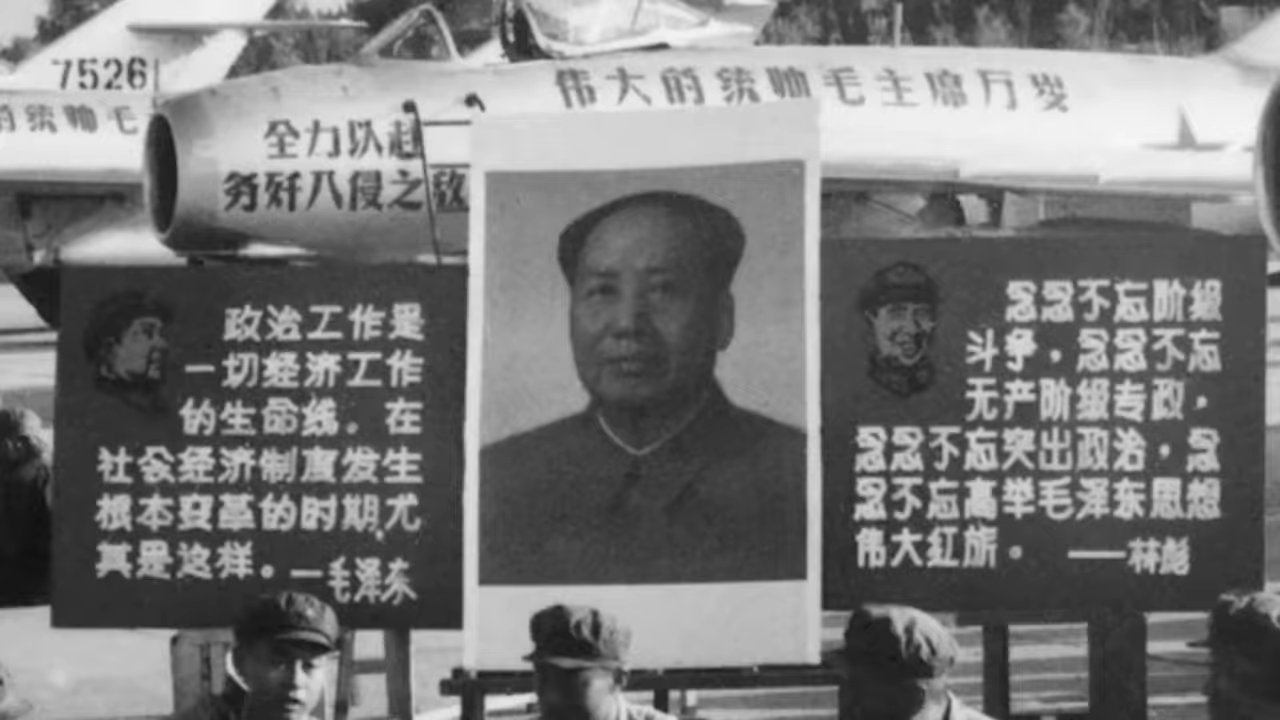 7526
的统帅毛
伟大的统帅毛主席万岁
全力以赴
务歼入侵之敌
政治工作是
一切经济工作
的生命线。在
社会经济制度发生
根本变革的时期,尤
其是这样。—毛泽东
念念不忘阶级
斗争,念念不忘
无产阶级专政,
念念不忘突出政治,念
念不忘高举毛泽东思想
伟大红旗。——林彪